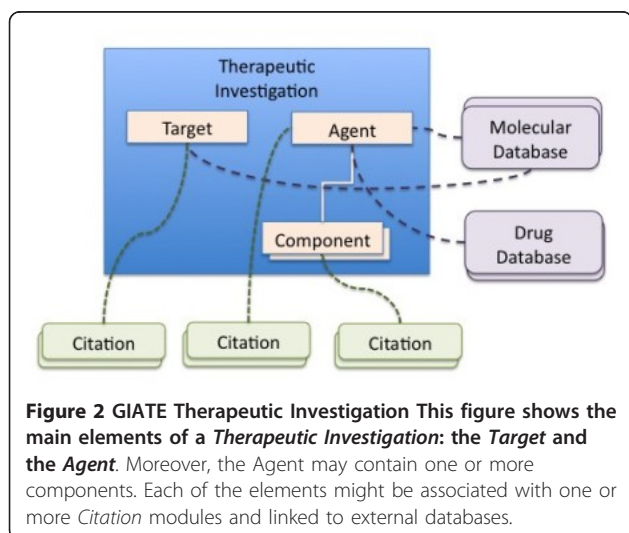 Therapeutic
Investigation
Target
Agent
Molecular
Database
Component
Drug
Database
Citation
Citation
Citation
Figure 2 GIATE Therapeutic Investigation This figure shows the
main elements of a Therapeutic Investigation: the Target and
the Agent. Moreover, the Agent may contain one or more
components. Each of the elements might be associated with one or
more Citation modules and linked to external databases.